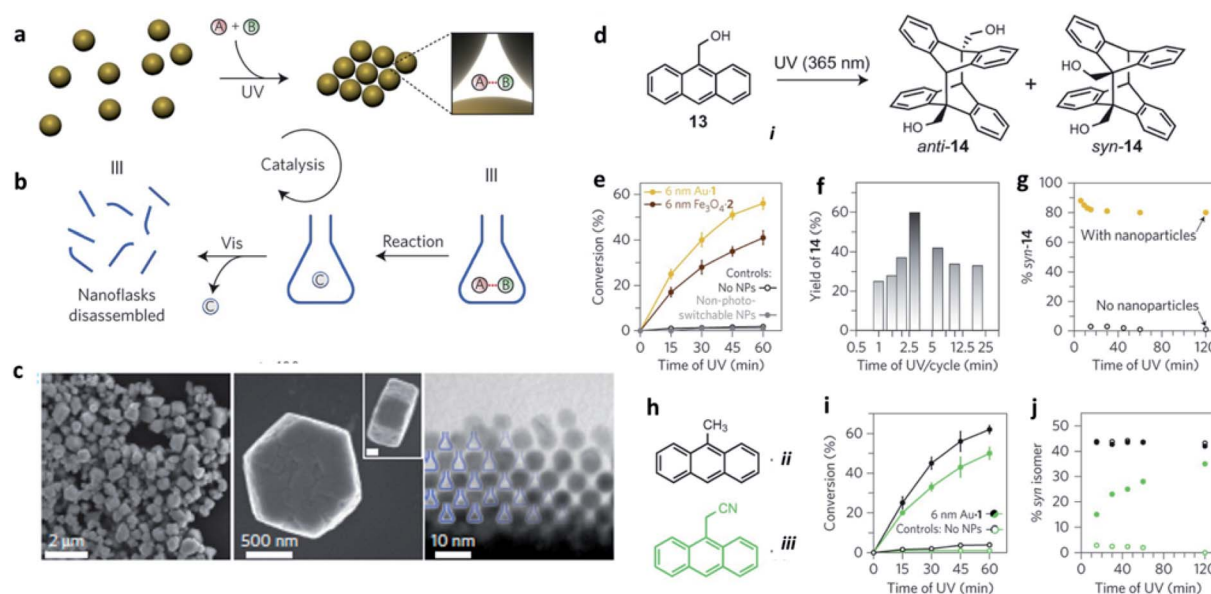 a
A + B
UV
A B
b
Catalysis
Vis
C
Nanoflasks
disassembled
C
Reaction
A B
c
2 µm
500 nm
10 nm
d
OH
13
UV (365 nm)
i
OH
HO
anti-14
+
HO
HO
syn-14
e
Conversion (%)
60
40
20
0
6 nm Au·1
6 nm Fe₃O₄·2
Controls:
No NPs
Non-photo-
switchable NPs
0 15 30 45 60
Time of UV (min)
f
Yield of 14 (%)
60
40
20
0
0.5 1 2.5 5 12.5 25
Time of UV/cycle (min)
g
% syn-14
100
80
60
40
20
0
With nanoparticles
No nanoparticles
0 20 40 60 120
Time of UV (min)
h
CH₃
ii
CN
iii
i
Conversion (%)
60
40
20
0
6 nm Au·1
Controls: No NPs
0 15 30 45 60
Time of UV (min)
j
% syn isomer
50
40
30
20
10
0
0 20 40 60 120
Time of UV (min)